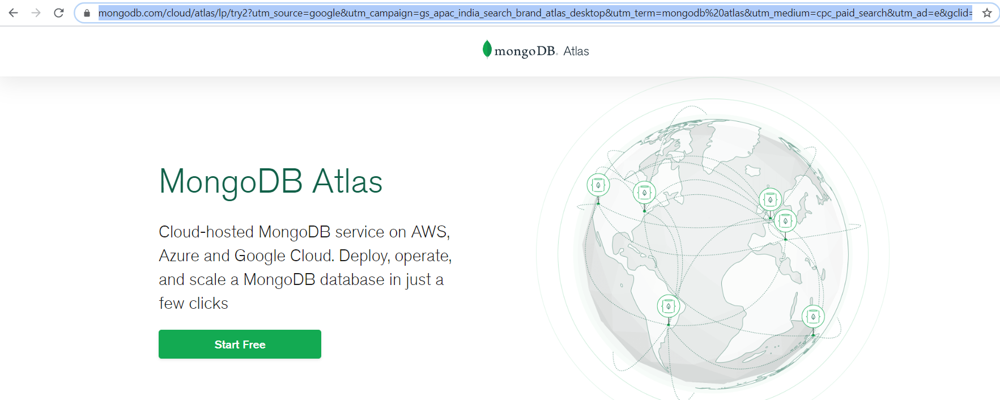 mongodb.com/cloud/atlas/lp/try2?utm_source=google&utm_campaign=gs_apac_india_search_brand_atlas_desktop&utm_term=mongodb%20atlas&utm_medium=cpc_paid_search&utm_ad=e&gclid=
mongoDB. Atlas
MongoDB Atlas
Cloud-hosted MongoDB service on AWS,
Azure and Google Cloud. Deploy, operate,
and scale a MongoDB database in just a
few clicks
Start Free